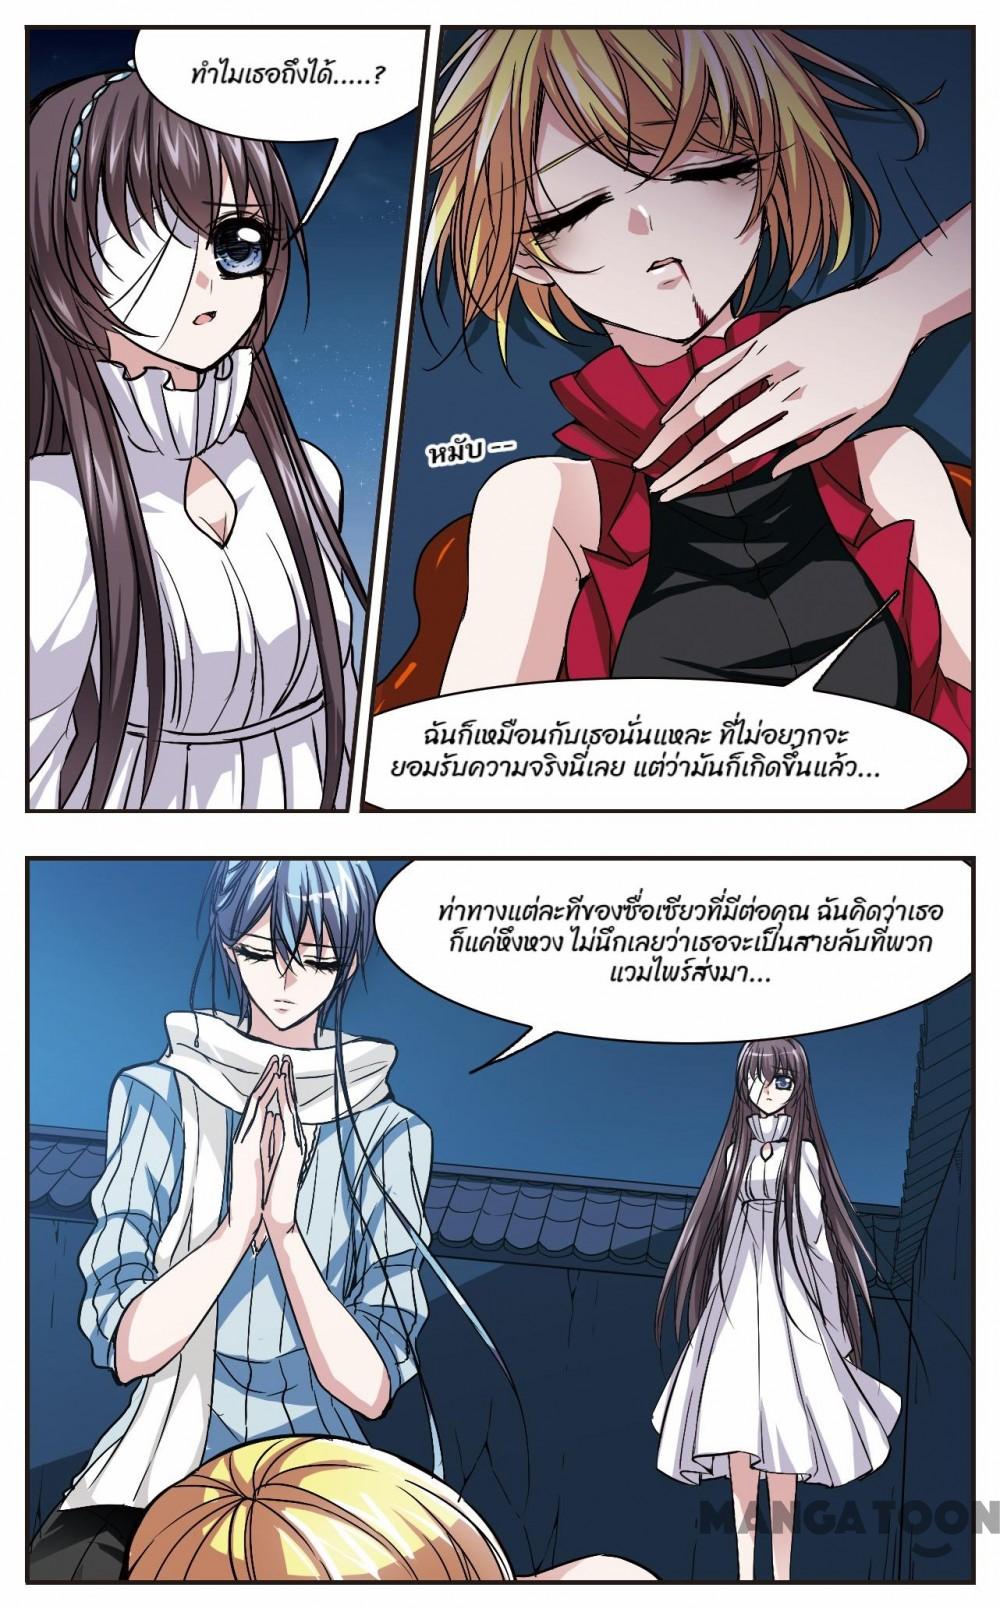 ทำไมเธอถึงได้.....?
หมับ --
ฉันก็เหมือนกับเธอนั่นแหละ ที่ไม่อยากจะ
ยอมรับความจริงนี่เลย แต่ว่ามันก็เกิดขึ้นแล้ว...
ท่าทางแต่ละทีของซื่อเซียวที่มีต่อคุณ ฉันคิดว่าเธอ
ก็แค่หึงหวง ไม่นึกเลยว่าเธอจะเป็นสายลับที่พวก
แวมไพร์ส่งมา...
MANGATOON